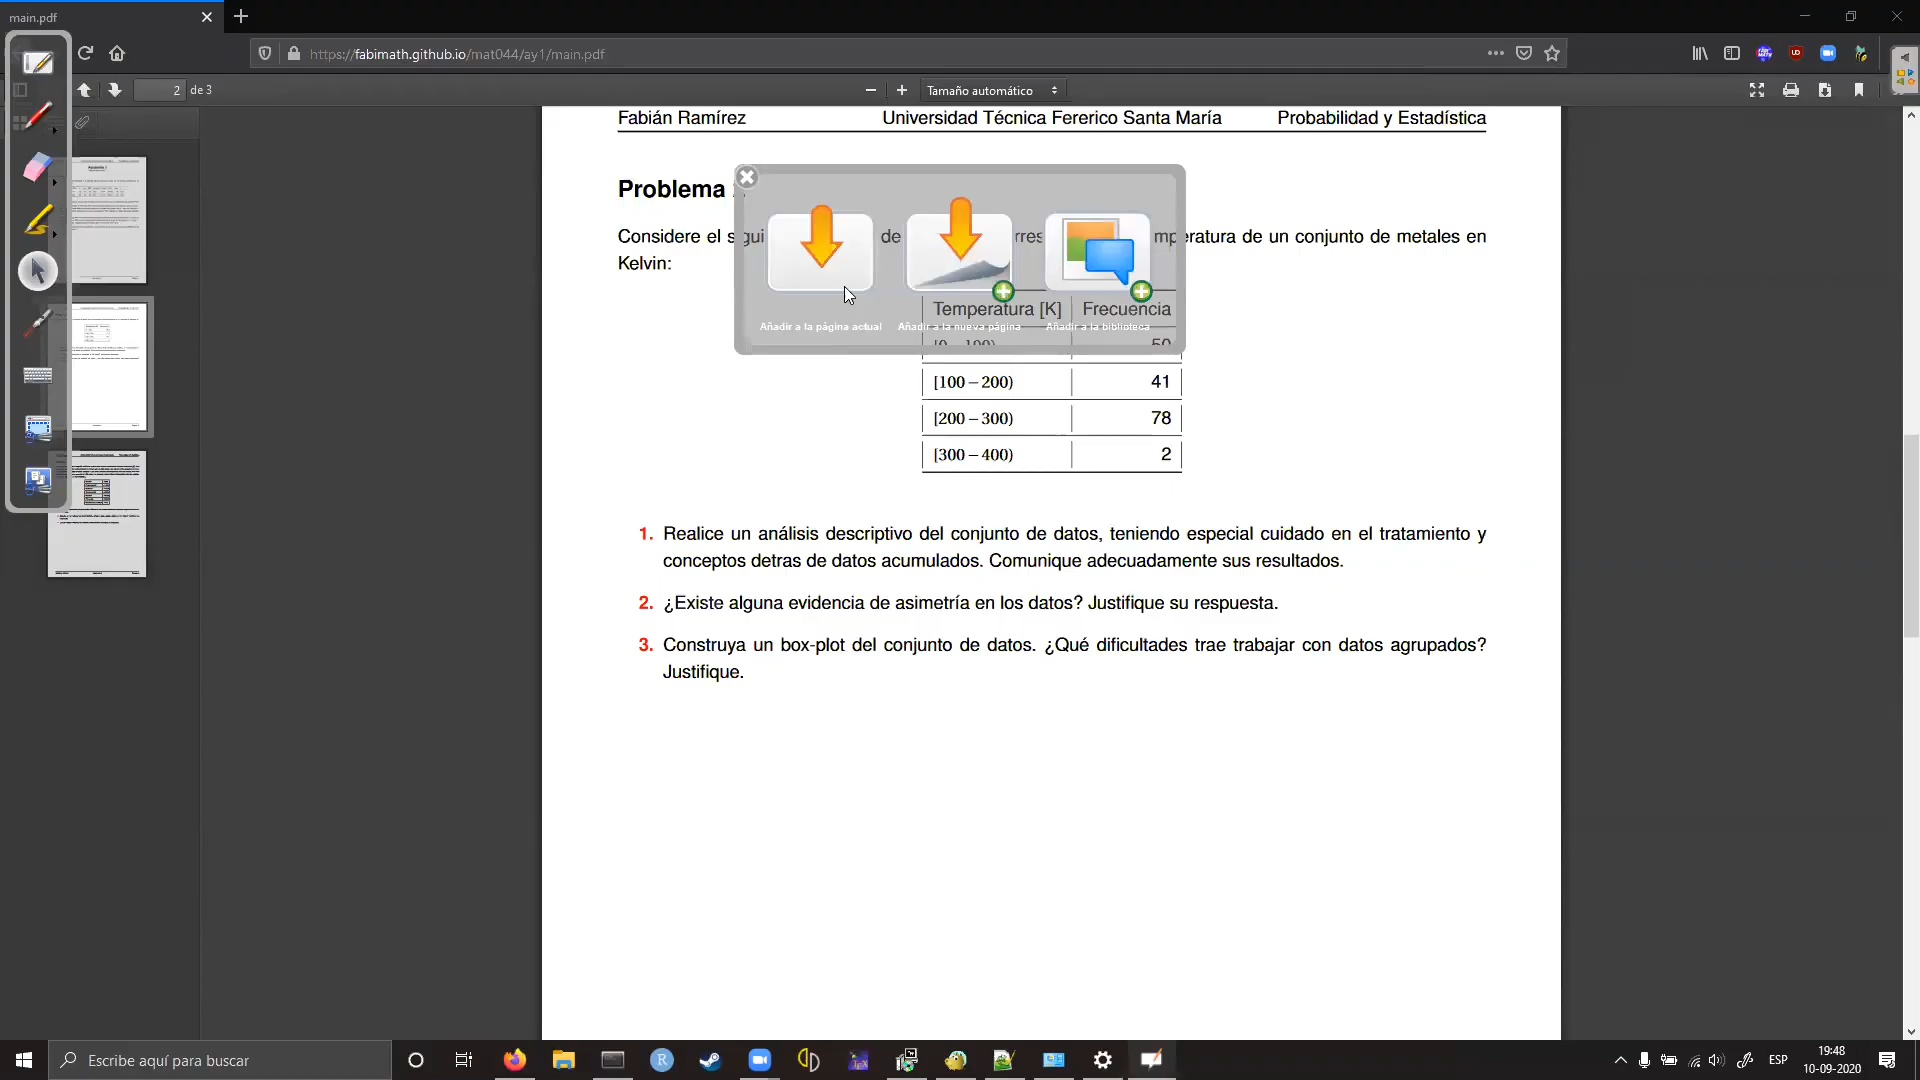 main.pdf
https://fabimath.github.io/mat044/ay1/main.pdf
2 de 3
Tamaño automático
Fabián Ramírez Universidad Técnica Fererico Santa María Probabilidad y Estadística
Problema
Considere el sigui de rres mperatura de un conjunto de metales en
Kelvin:
Temperatura [K] Frecuencia
Añadir a la página actual Añadir a la nueva página Añadir a la biblioteca
[0 – 100) 50
[100 – 200) 41
[200 – 300) 78
[300 – 400) 2
1. Realice un análisis descriptivo del conjunto de datos, teniendo especial cuidado en el tratamiento y
conceptos detras de datos acumulados. Comunique adecuadamente sus resultados.
2. ¿Existe alguna evidencia de asimetría en los datos? Justifique su respuesta.
3. Construya un box-plot del conjunto de datos. ¿Qué dificultades trae trabajar con datos agrupados?
Justifique.
Escribe aquí para buscar
ESP
19:48
10-09-2020